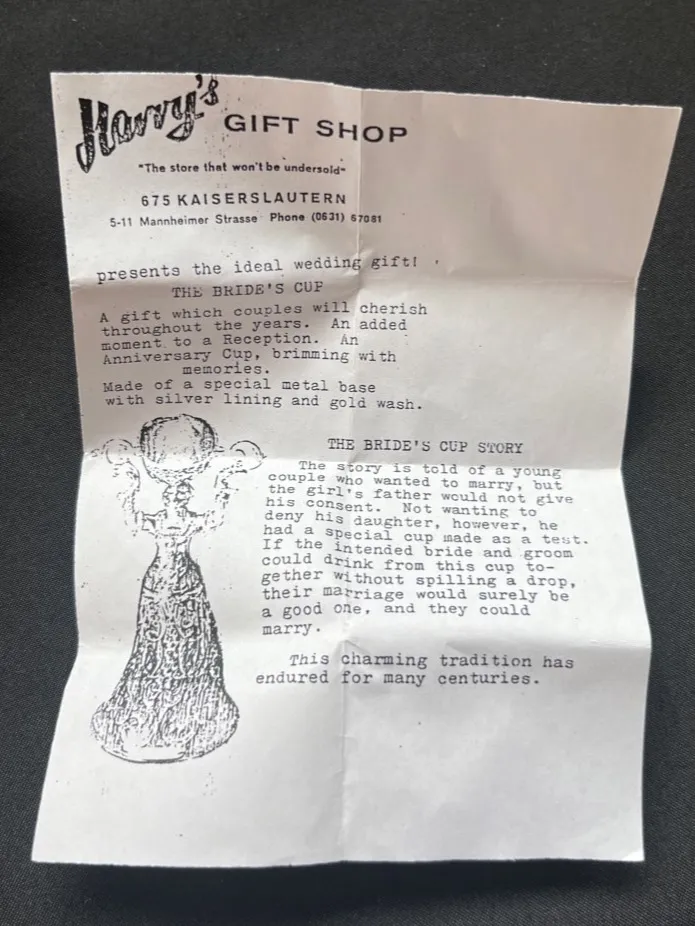 Harry's GIFT SHOP
"The store that won't be undersold"
675 KAISERSLAUTERN
5-11 Mannheimer Strasse Phone (0631) 67081
presents the ideal wedding gift!
THE BRIDE'S CUP
A gift which couples will cherish
throughout the years. An added
moment to a Reception. An
Anniversary Cup, brimming with
memories.
Made of a special metal base
with silver lining and gold wash.
THE BRIDE'S CUP STORY
The story is told of a young
couple who wanted to marry, but
the girl's father would not give
his consent. Not wanting to
deny his daughter, however, he
had a special cup made as a test.
If the intended bride and groom
could drink from this cup to-
gether without spilling a drop,
their marriage would surely be
a good one, and they could
marry.
This charming tradition has
endured for many centuries.